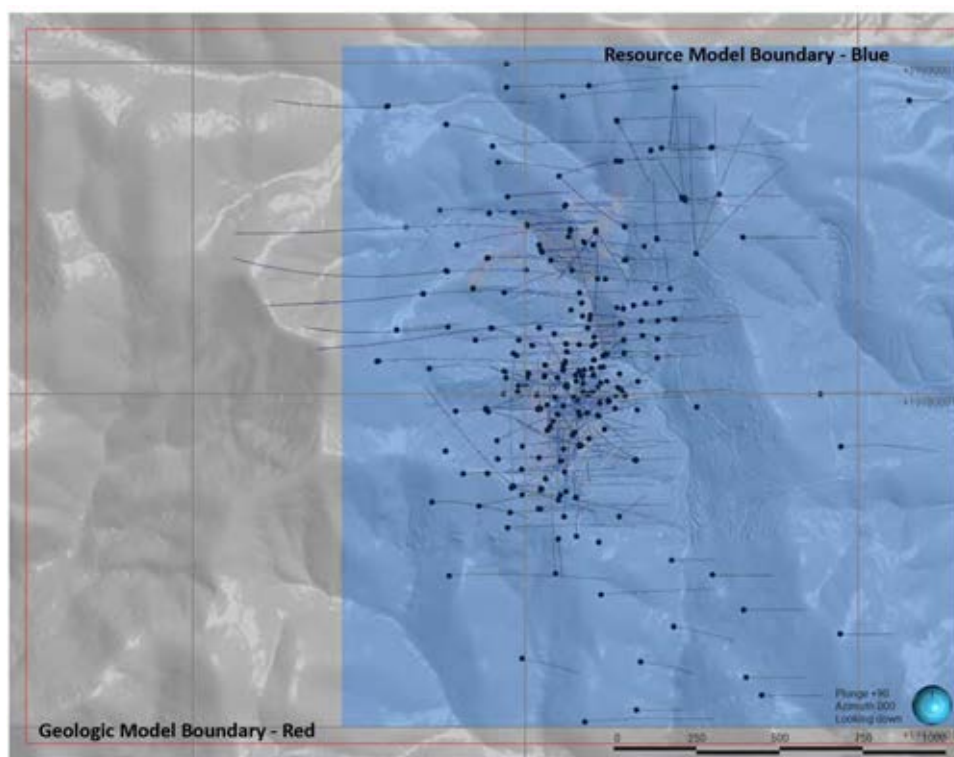 Resource Model Boundary - Blue
Plunge +90
Azimuth 000
Looking down
Geologic Model Boundary - Red
0 250 500 750 1000